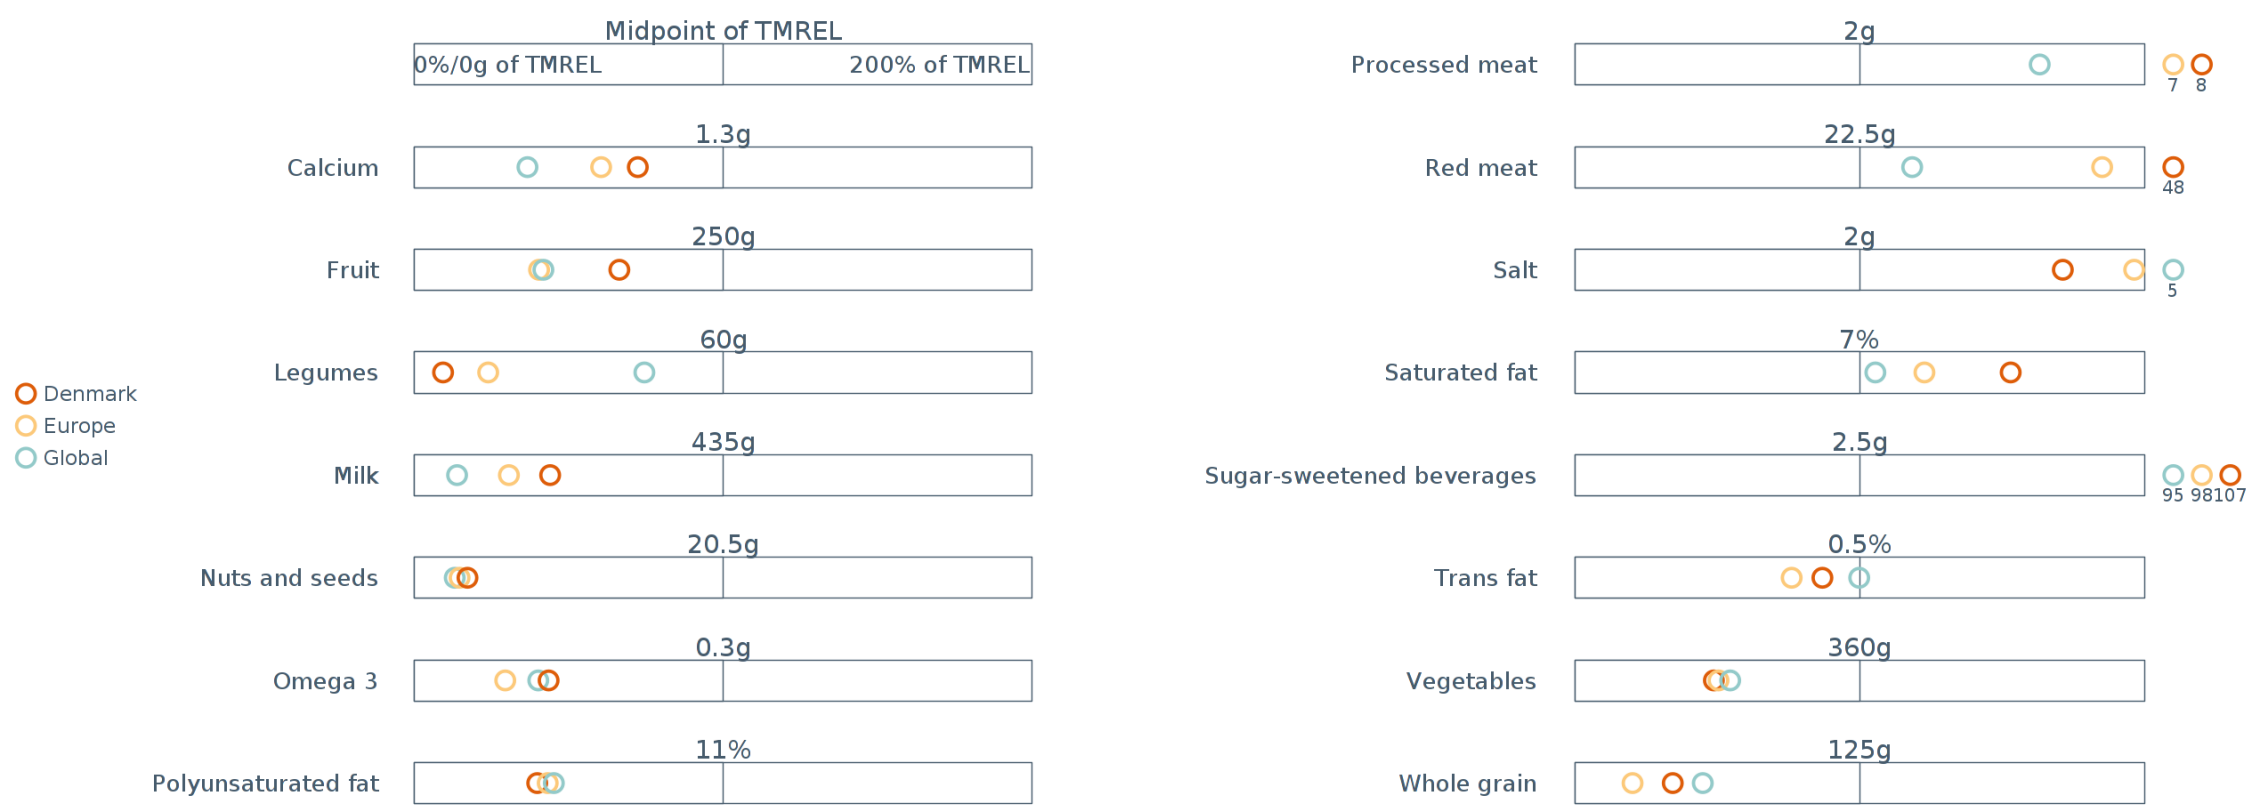 Midpoint of TMREL
0%/0g of TMREL
200% of TMREL
1.3g
Calcium
250g
Fruit
60g
Legumes
Denmark
Europe
Global
435g
Milk
20.5g
Nuts and seeds
0.3g
Omega 3
11%
Polyunsaturated fat
2g
Processed meat
7 8
22.5g
Red meat
48
2g
Salt
5
7%
Saturated fat
2.5g
Sugar-sweetened beverages
95 98 107
0.5%
Trans fat
360g
Vegetables
125g
Whole grain